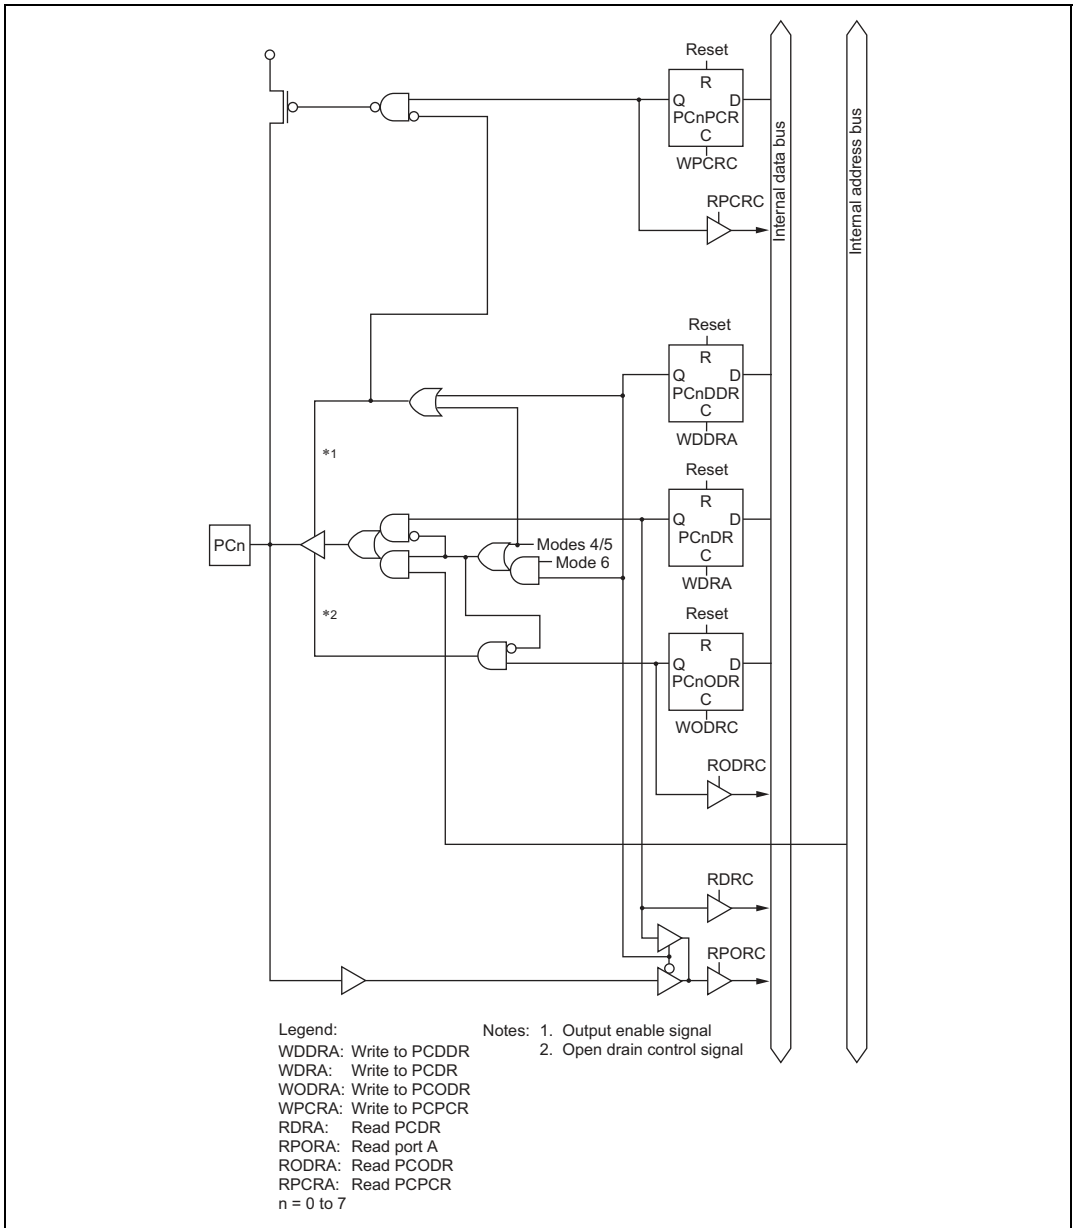 Reset
R
Q D
PCnPCR
C
WPCRC
RPCRC
Internal data bus
Internal address bus
Reset
R
Q D
PCnDDR
C
WDDRA
*1
Reset
R
Q D
PCnDR
C
WDRA
PCn
Modes 4/5
Mode 6
*2
Reset
R
Q D
PCnODR
C
WODRC
RODRC
RDRC
RPORC
Legend:
WDDRA: Write to PCDDR
WDRA: Write to PCDR
WODRA: Write to PCODR
WPCRA: Write to PCPCR
RDRA: Read PCDR
RPORA: Read port A
RODRA: Read PCODR
RPCRA: Read PCPCR
n = 0 to 7
Notes: 1. Output enable signal
2. Open drain control signal